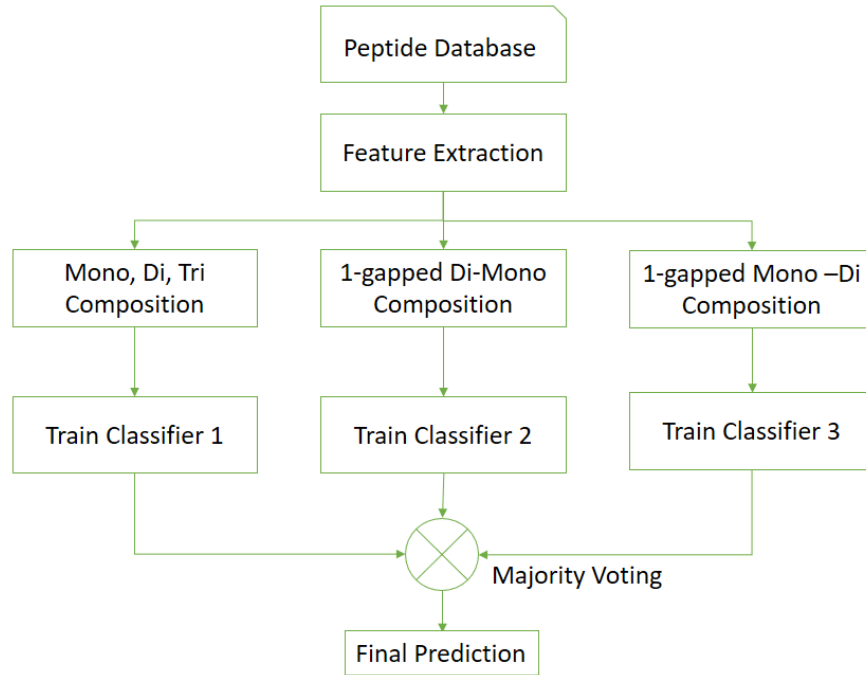 Peptide Database
Feature Extraction
Mono, Di, Tri
Composition
1-gapped Di-Mono
Composition
1-gapped Mono –Di
Composition
Train Classifier 1
Train Classifier 2
Train Classifier 3
Majority Voting
Final Prediction